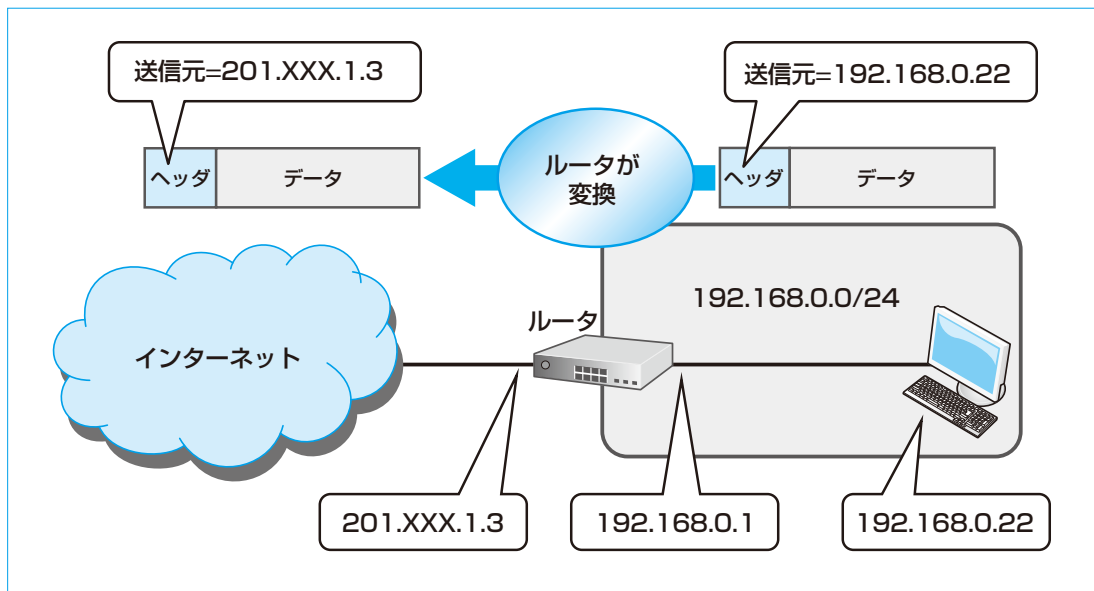 送信元=201.XXX.1.3
送信元=192.168.0.22
ヘッダ
データ
ルータが
変換
ヘッダ
データ
192.168.0.0/24
ルータ
インターネット
201.XXX.1.3
192.168.0.1
192.168.0.22